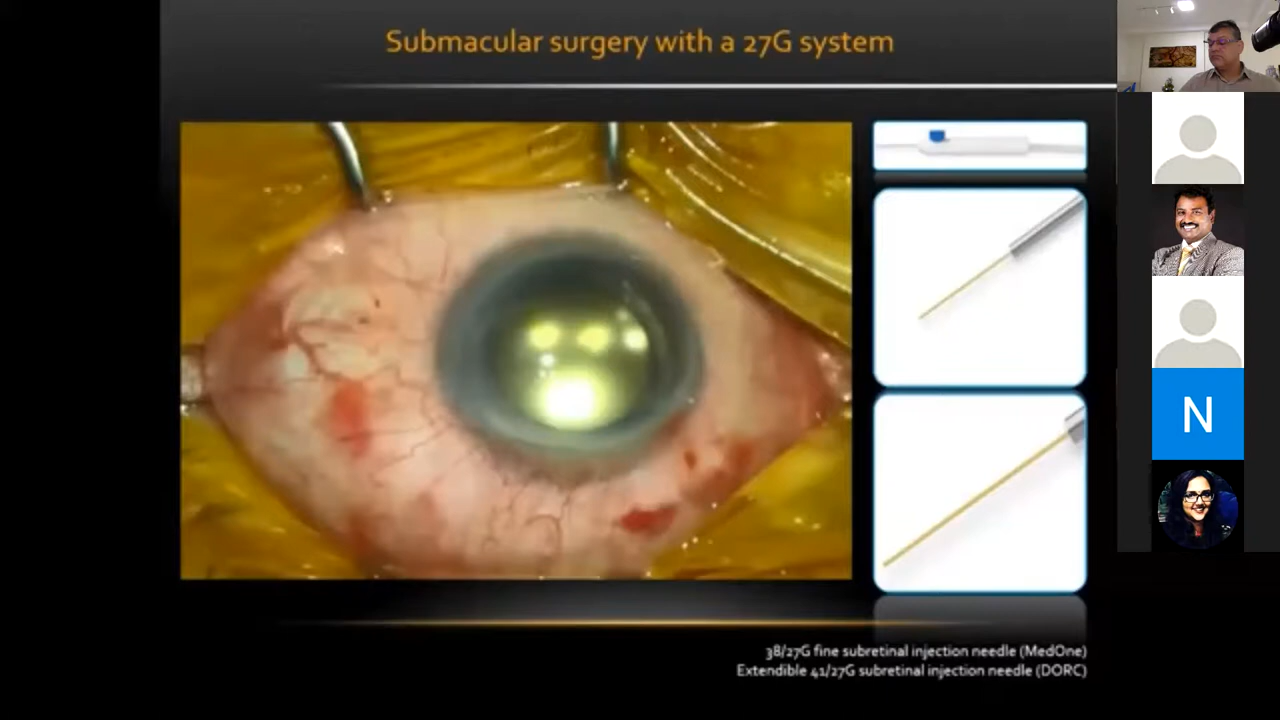 Submacular surgery with a 27G system
N
38/27G fine subretinal injection needle (MedOne)
Extendible 41/27G subretinal injection needle (DORC)